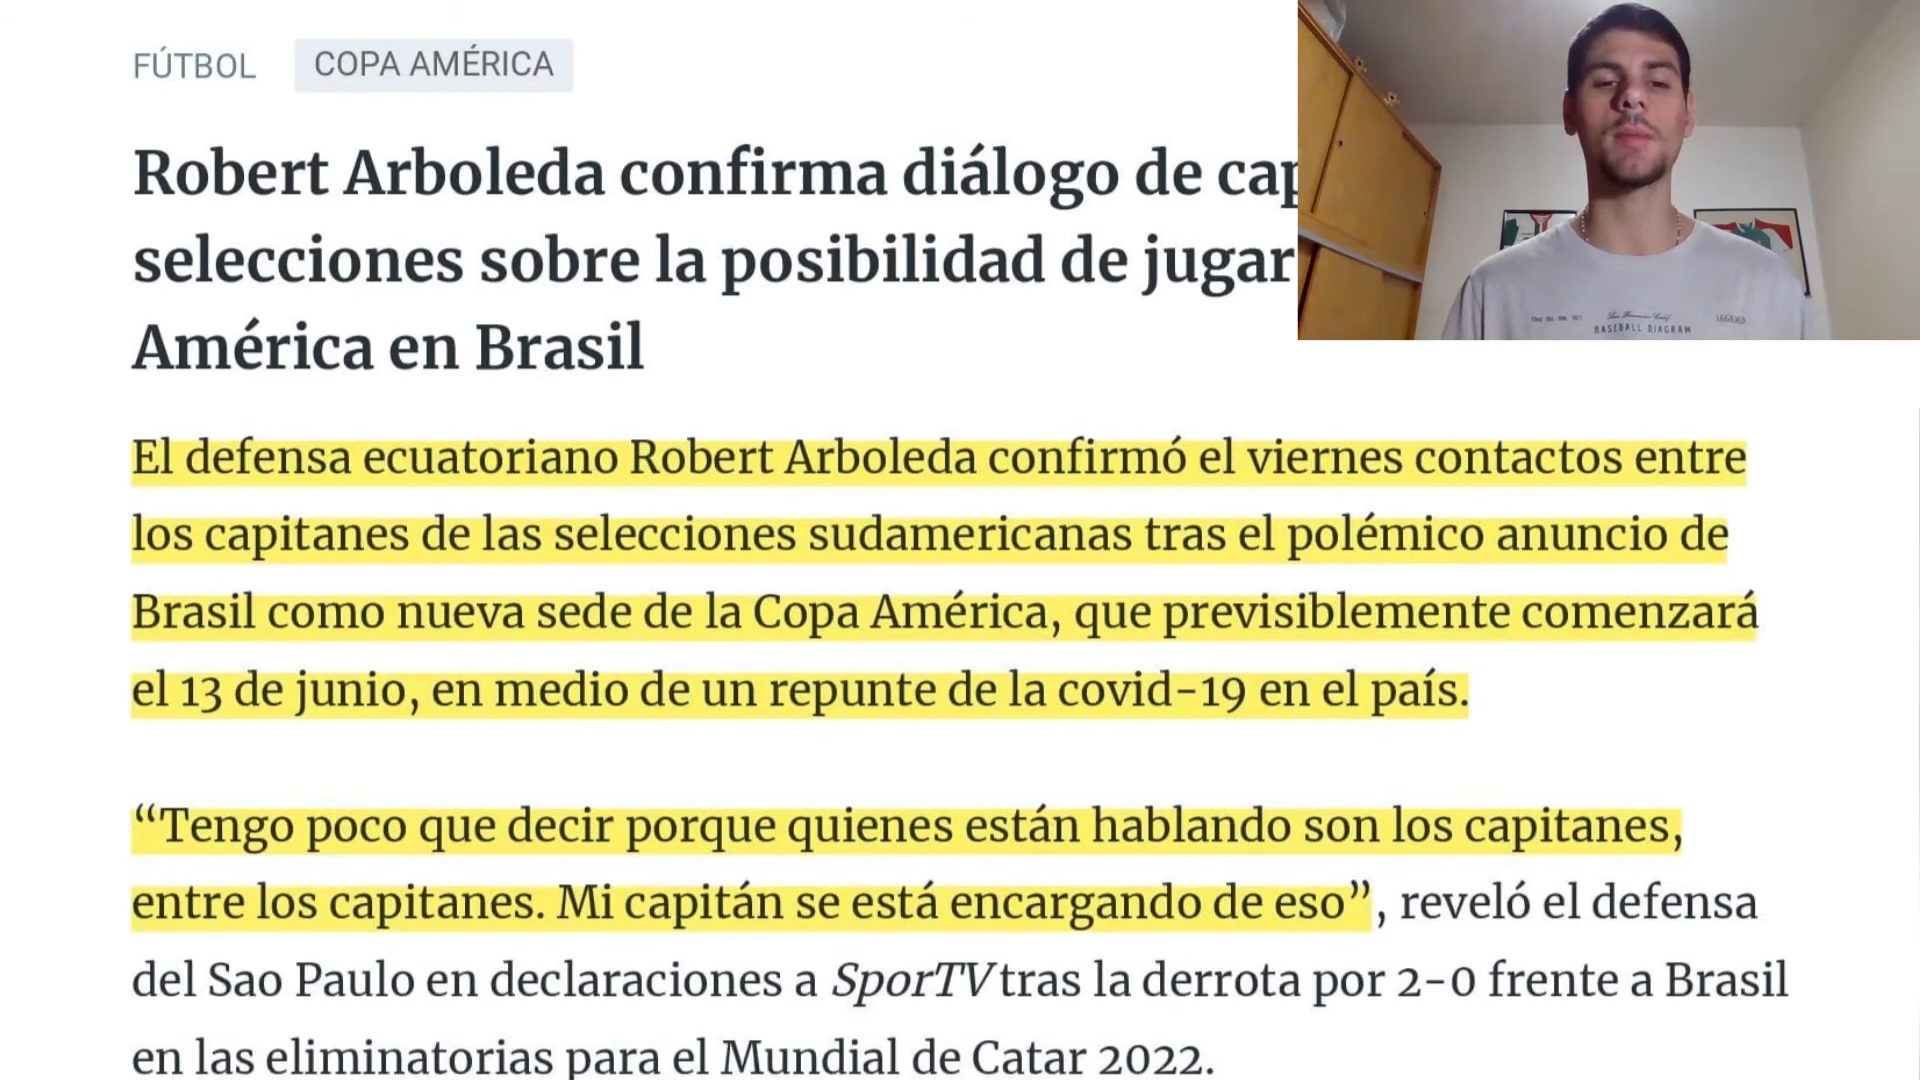 FÚTBOL COPA AMÉRICA
Robert Arboleda confirma diálogo de
selecciones sobre la posibilidad de jugar
América en Brasil
El defensa ecuatoriano Robert Arboleda confirmó el viernes contactos entre
los capitanes de las selecciones sudamericanas tras el polémico anuncio de
Brasil como nueva sede de la Copa América, que previsiblemente comenzará
el 13 de junio, en medio de un repunte de la covid-19 en el país.
“Tengo poco que decir porque quienes están hablando son los capitanes,
entre los capitanes. Mi capitán se está encargando de eso”, reveló el defensa
del Sao Paulo en declaraciones a SporTV tras la derrota por 2-0 frente a Brasil
en las eliminatorias para el Mundial de Catar 2022.
BASEBALL DIAGRAM